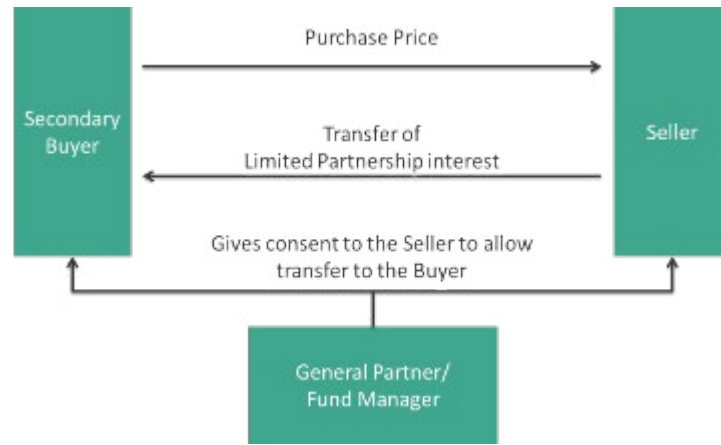 Purchase Price
Secondary
Buyer
Seller
Transfer of
Limited Partnership interest
Gives consent to the Seller to allow
transfer to the Buyer
General Partner/
Fund Manager